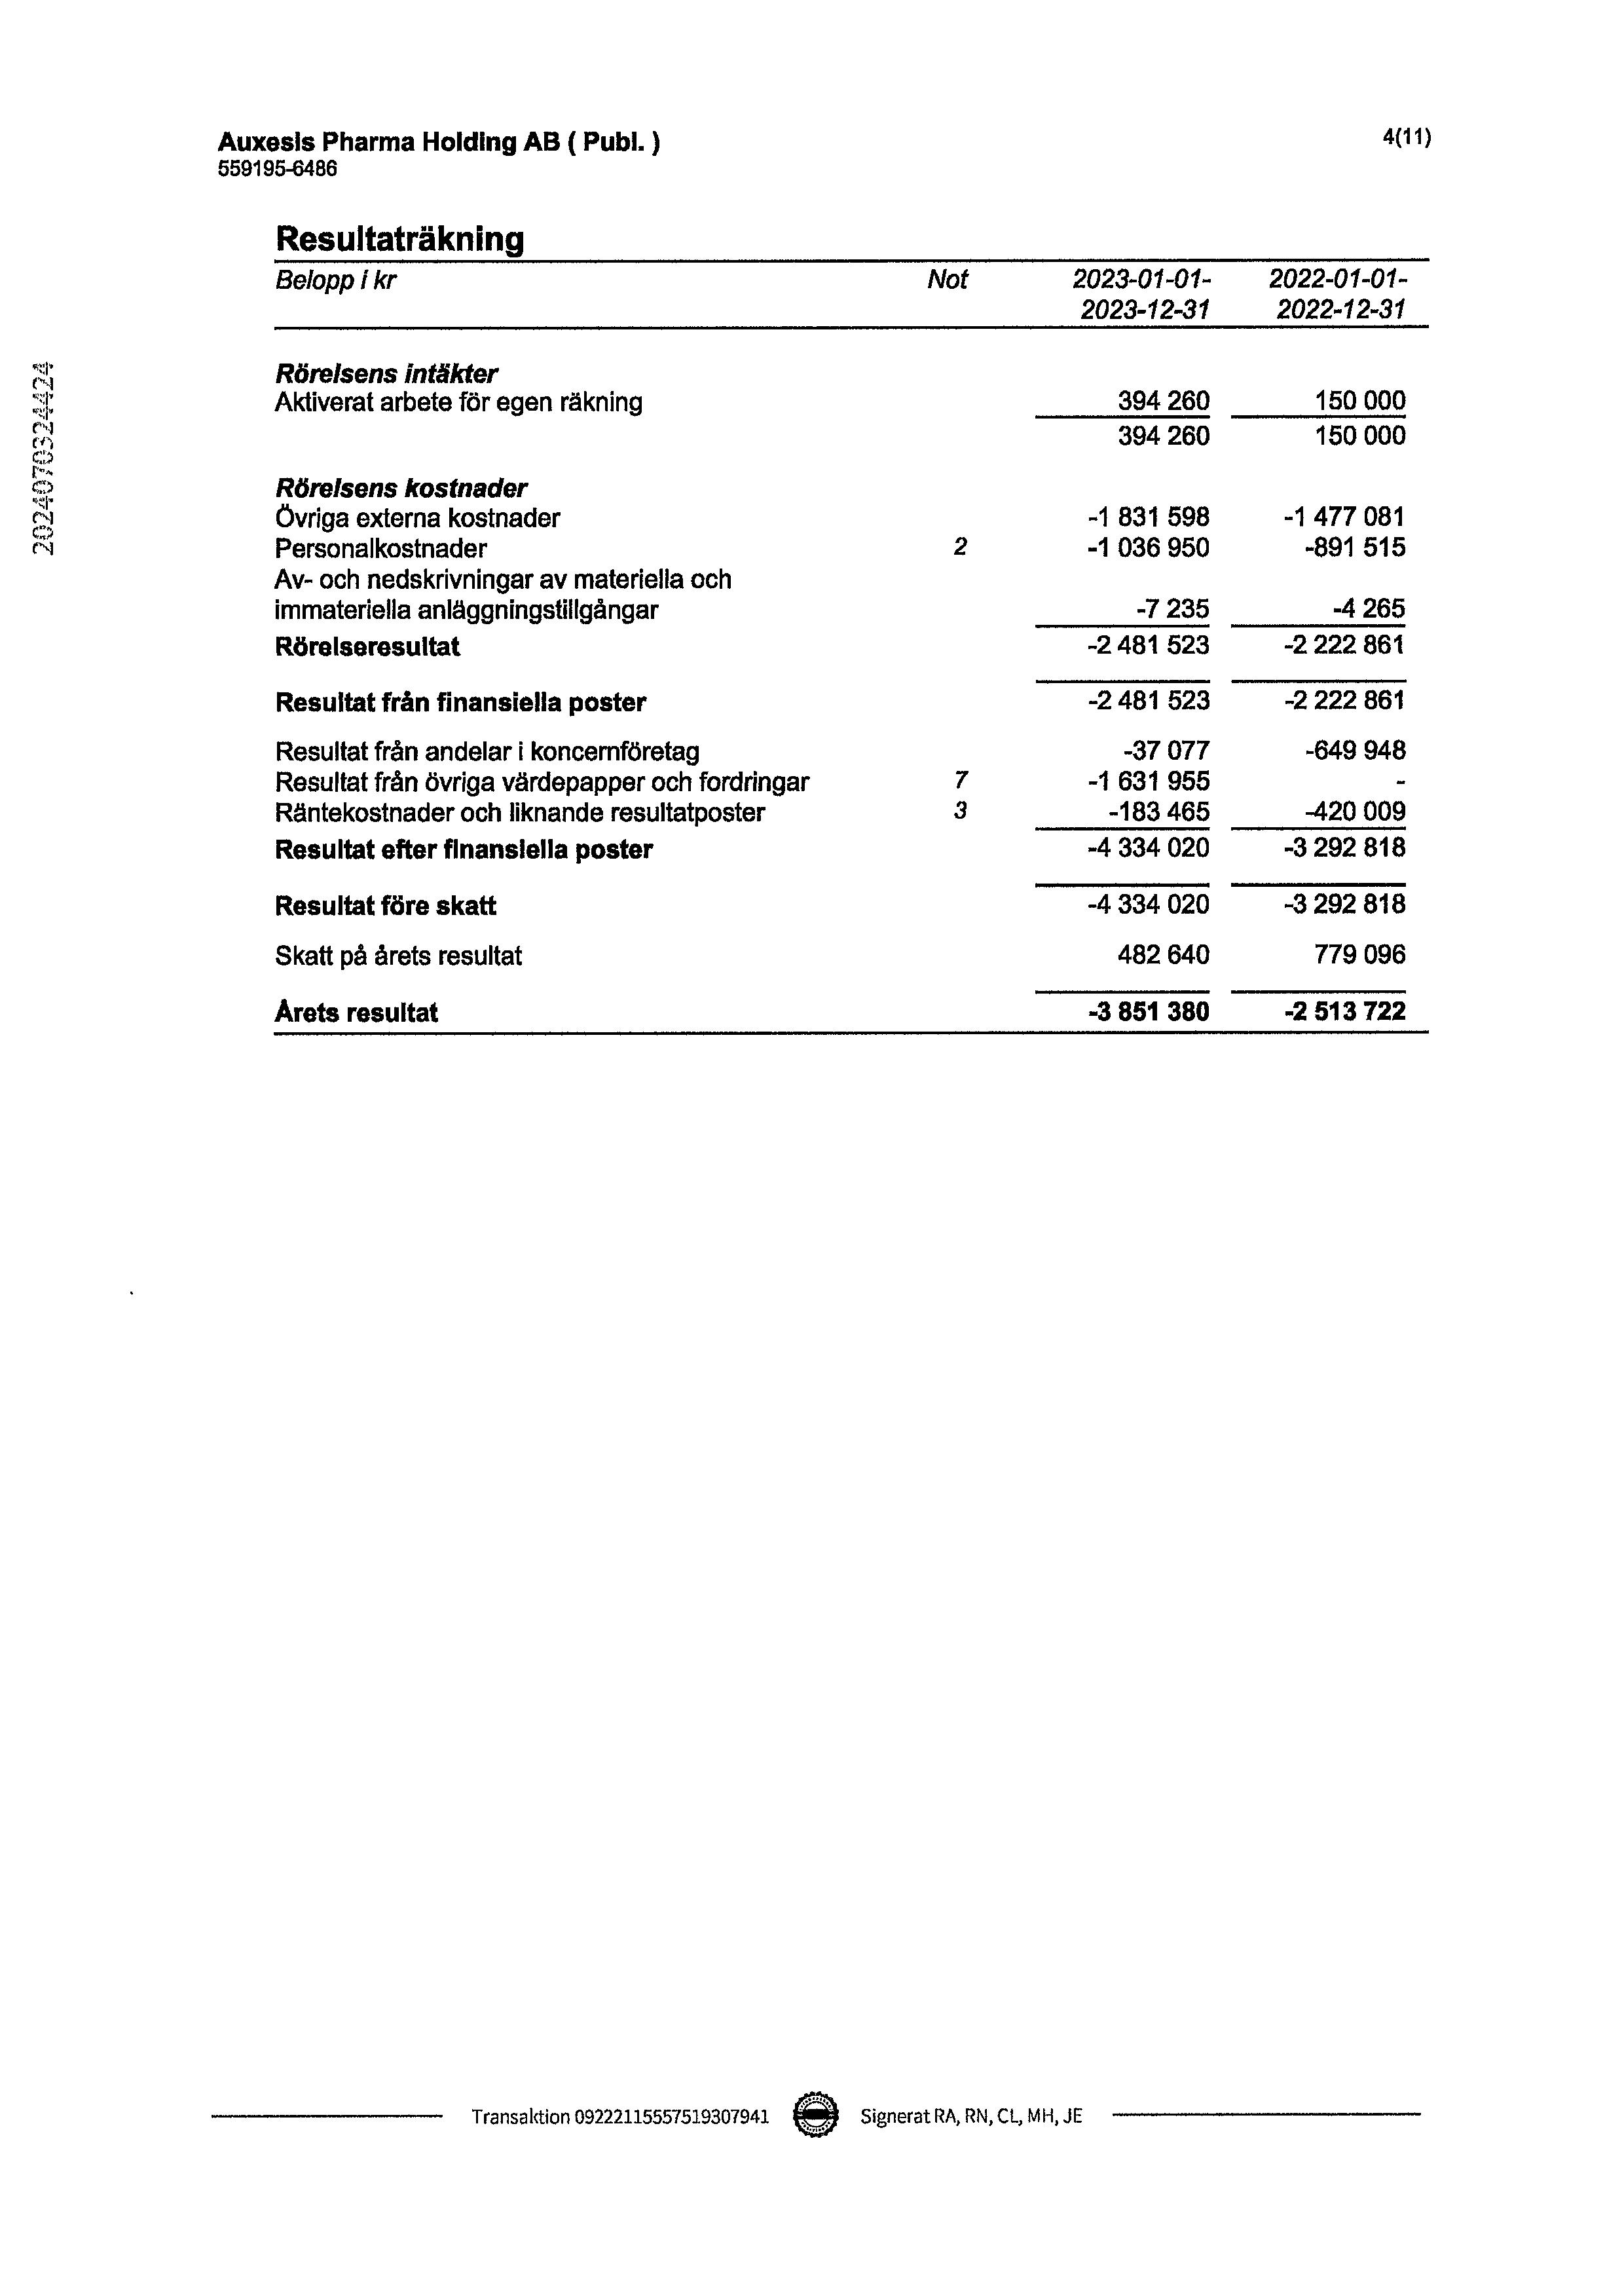 Auxesis Pharma Holding AB ( Publ. ) 4(11)
559195-6486
Resultaträkning
Belopp i kr Not 2023-01-01- 2022-01-01-
2023-12-31 2022-12-31
202407032442​4
Rörelsens intäkter
Aktiverat arbete för egen räkning 394 260 150 000
394 260 150 000
Rörelsens kostnader
Övriga externa kostnader -1 831 598 -1 477 081
Personalkostnader 2 -1 036 950 -891 515
Av- och nedskrivningar av materiella och
immateriella anläggningstillgångar -7 235 -4 265
Rörelseresultat -2 481 523 -2 222 861
Resultat från finansiella poster -2 481 523 -2 222 861
Resultat från andelar i koncernföretag -37 077 -649 948
Resultat från övriga värdepapper och fordringar 7 -1 631 955 -
Räntekostnader och liknande resultatposter 3 -183 465 -420 009
Resultat efter finansiella poster -4 334 020 -3 292 818
Resultat före skatt -4 334 020 -3 292 818
Skatt på årets resultat 482 640 779 096
Årets resultat -3 851 380 -2 513 722
Transaktion 09222115557519307941 Signerat RA, RN, CL, MH, JE